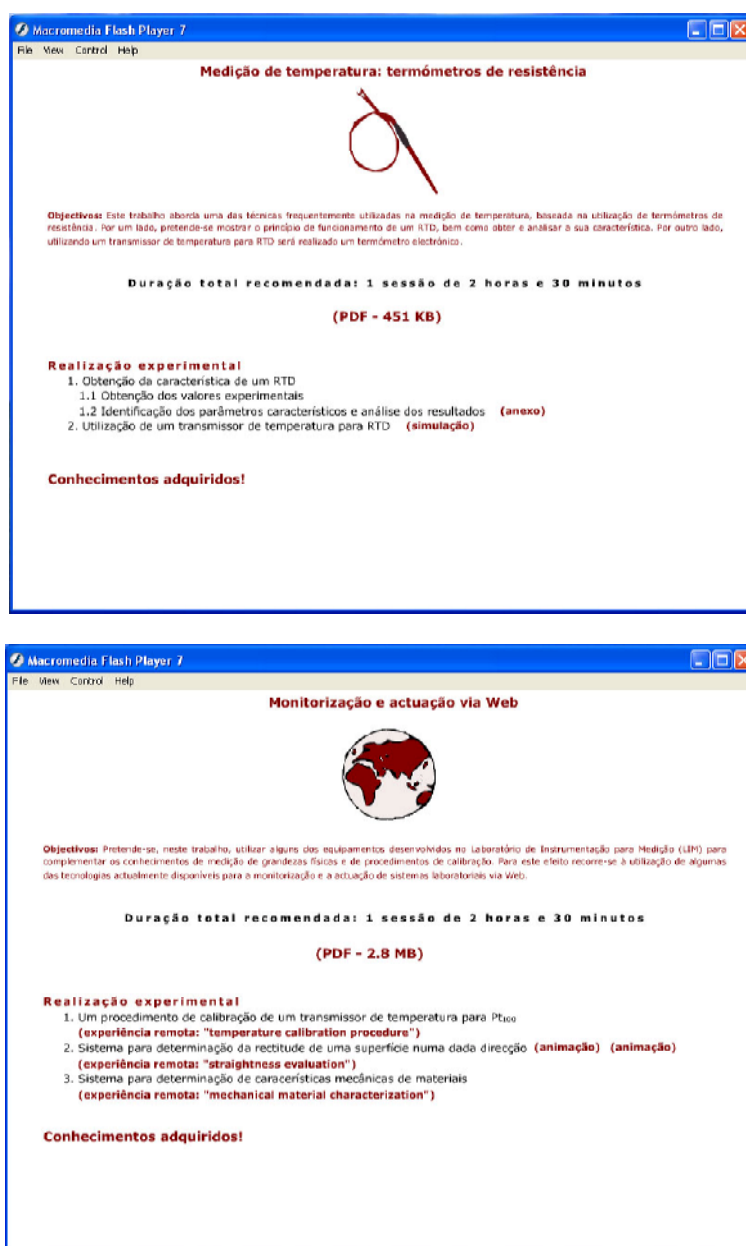 Macromedia Flash Player 7
File View Control Help
Medição de temperatura: termómetros de resistência
Objectivos: Este trabalho aborda uma das técnicas frequentemente utilizadas na medição de temperatura, baseada na utilização de termómetros de
resistência. Por um lado, pretende-se mostrar o princípio de funcionamento de um RTD, bem como obter e analisar a sua característica. Por outro lado,
utilizando um transmissor de temperatura para RTD será realizado um termómetro electrónico.
Duração total recomendada: 1 sessão de 2 horas e 30 minutos
(PDF - 451 KB)
Realização experimental
1. Obtenção da característica de um RTD
1.1 Obtenção dos valores experimentais
1.2 Identificação dos parâmetros característicos e análise dos resultados (anexo)
2. Utilização de um transmissor de temperatura para RTD (simulação)
Conhecimentos adquiridos!
Macromedia Flash Player 7
File View Control Help
Monitorização e actuação via Web
Objectivos: Pretende-se, neste trabalho, utilizar alguns dos equipamentos desenvolvidos no Laboratório de Instrumentação para Medição (LIM) para
complementar os conhecimentos de medição de grandezas físicas e de procedimentos de calibração. Para este efeito recorre-se à utilização de algumas
das tecnologias actualmente disponíveis para a monitorização e a actuação de sistemas laboratoriais via Web.
Duração total recomendada: 1 sessão de 2 horas e 30 minutos
(PDF - 2.8 MB)
Realização experimental
1. Um procedimento de calibração de um transmissor de temperatura para Pt₁₀₀
(experiência remota: "temperature calibration procedure")
2. Sistema para determinação da rectitude de uma superfície numa dada direcção (animação) (animação)
(experiência remota: "straightness evaluation")
3. Sistema para determinação de caracerísticas mecânicas de materiais
(experiência remota: "mechanical material characterization")
Conhecimentos adquiridos!